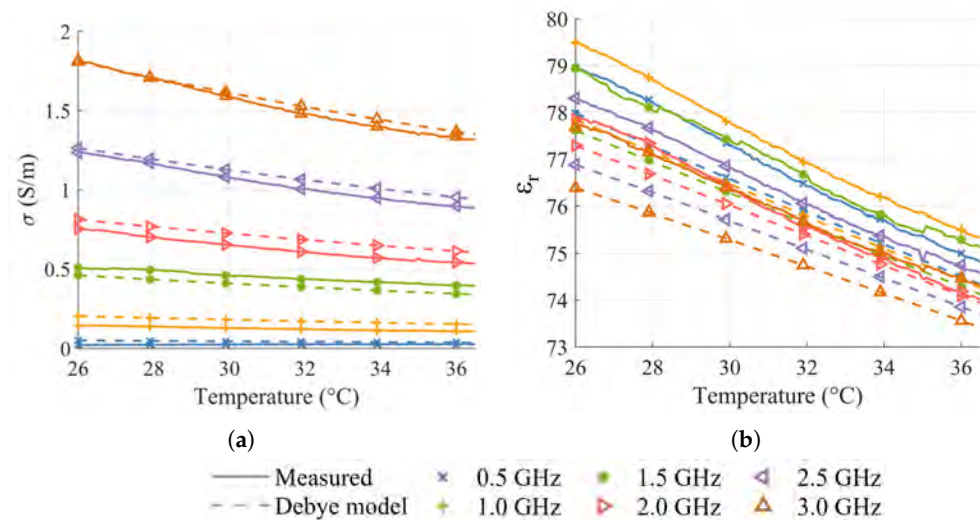 2
1.5
1
0.5
0
σ (S/m)
26 28 30 32 34 36
Temperature (°C)
(a)
80
79
78
77
76
75
74
73
εr
26 28 30 32 34 36
Temperature (°C)
(b)
Measured 0.5 GHz 1.5 GHz 2.5 GHz
Debye model 1.0 GHz 2.0 GHz 3.0 GHz